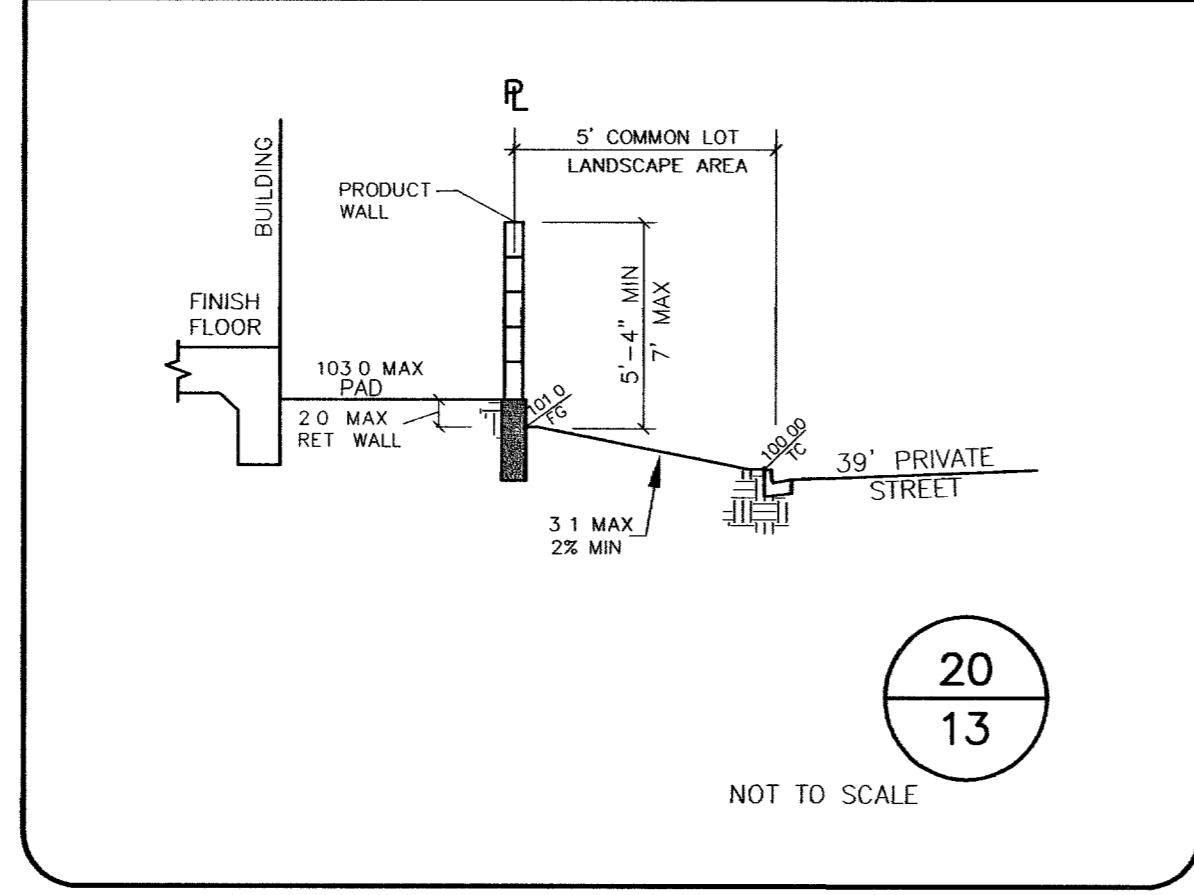 PL
5' COMMON LOT
LANDSCAPE AREA
BUILDING
PRODUCT
WALL
FINISH
FLOOR
5'-4" MIN
7' MAX
103 0 MAX
PAD
2 0 MAX
RET WALL
101 0
FG
100.00
TC
39' PRIVATE
STREET
3 1 MAX
2% MIN
20
13
NOT TO SCALE